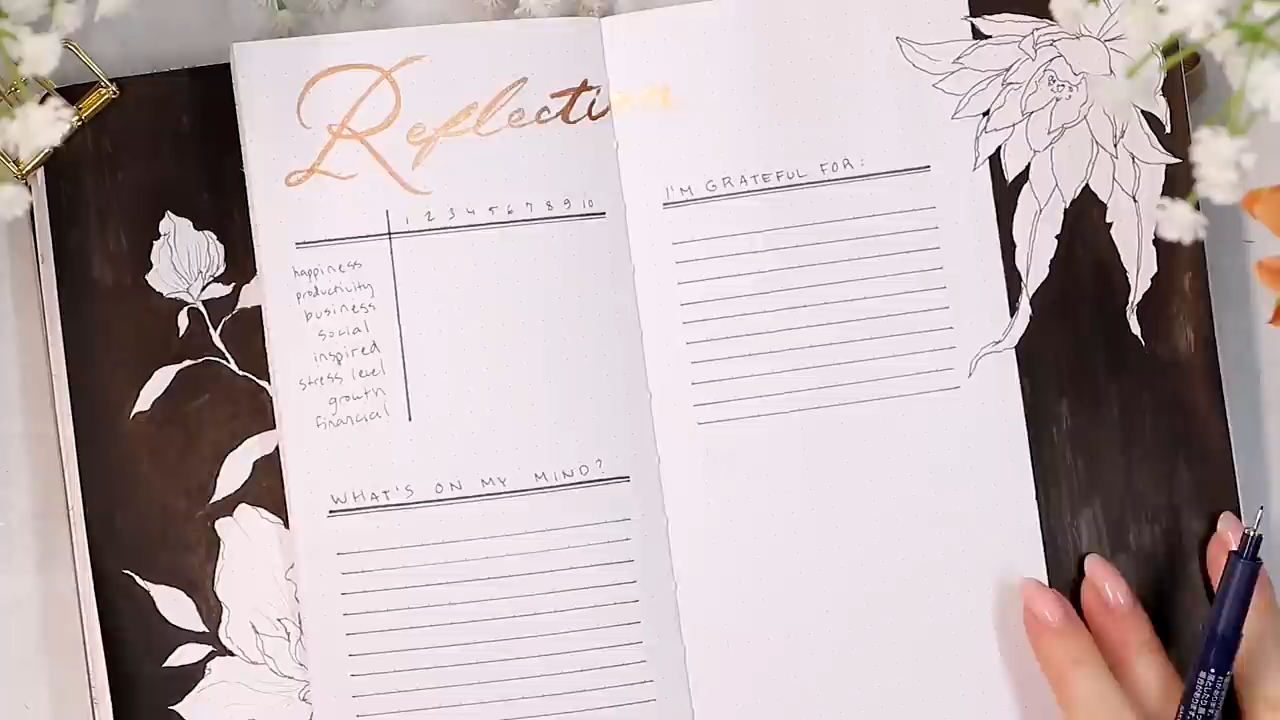 Reflection
1 2 3 4 5 6 7 8 9 10
happiness
productivity
business
social
inspired
stress level
growth
financial
WHAT'S ON MY MIND?
I'M GRATEFUL FOR: